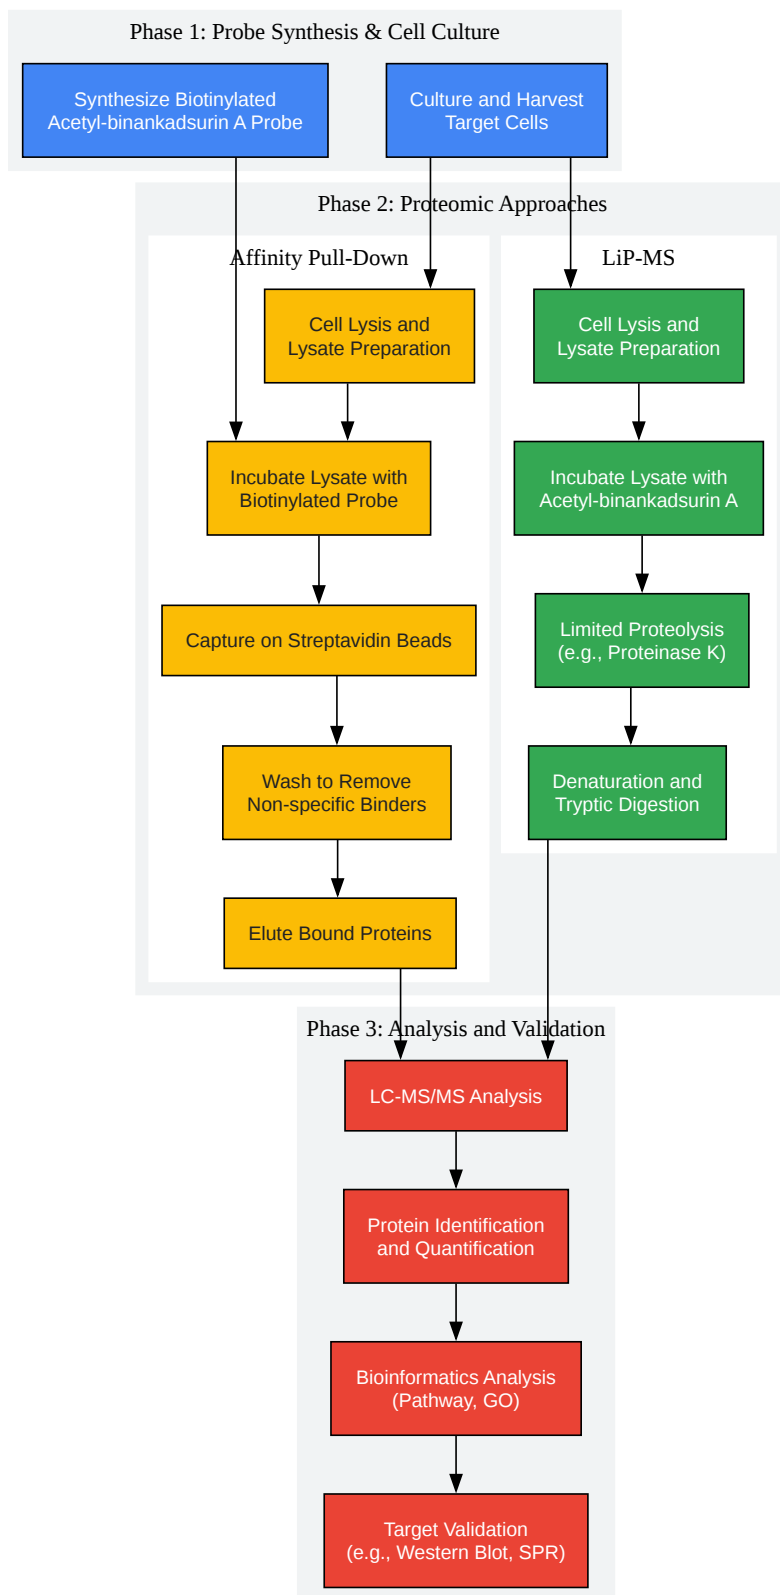 Phase 1: Probe Synthesis & Cell Culture
Synthesize Biotinylated
Acetyl-binankadsurin A Probe
Culture and Harvest
Target Cells
Phase 2: Proteomic Approaches
Affinity Pull-Down
Cell Lysis and
Lysate Preparation
Incubate Lysate with
Biotinylated Probe
Capture on Streptavidin Beads
Wash to Remove
Non-specific Binders
Elute Bound Proteins
LiP-MS
Cell Lysis and
Lysate Preparation
Incubate Lysate with
Acetyl-binankadsurin A
Limited Proteolysis
(e.g., Proteinase K)
Denaturation and
Tryptic Digestion
Phase 3: Analysis and Validation
LC-MS/MS Analysis
Protein Identification
and Quantification
Bioinformatics Analysis
(Pathway, GO)
Target Validation
(e.g., Western Blot, SPR)